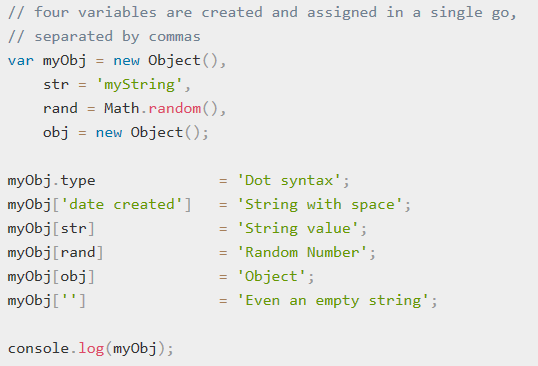 // four variables are created and assigned in a single go,
// separated by commas
var myObj = new Object(),
    str = 'myString',
    rand = Math.random(),
    obj = new Object();

myObj.type              = 'Dot syntax';
myObj['date created']   = 'String with space';
myObj[str]              = 'String value';
myObj[rand]             = 'Random Number';
myObj[obj]              = 'Object';
myObj['']               = 'Even an empty string';

console.log(myObj);